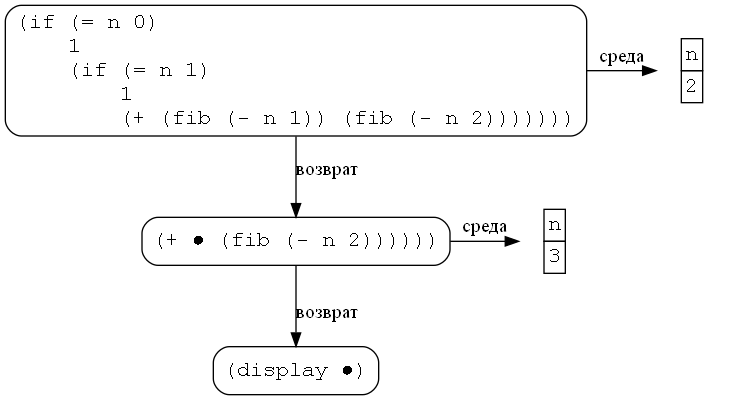 (if (= n 0)
    1
    (if (= n 1)
        1
        (+ (fib (- n 1)) (fib (- n 2)))))))
среда
n
2
возврат
(+ ● (fib (- n 2))))))
среда
n
3
возврат
(display ●)